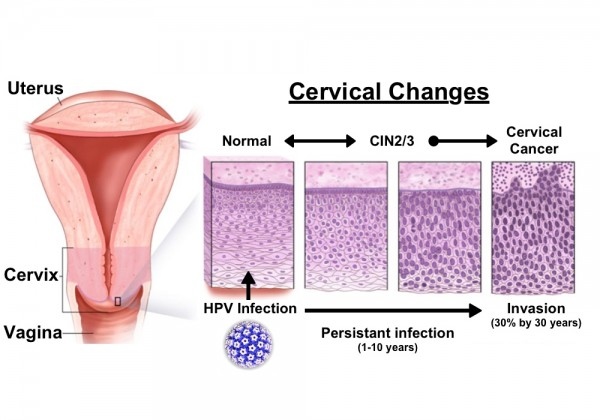 Uterus
Cervical Changes
Normal
CIN2/3
Cervical
Cancer
Cervix
Vagina
HPV Infection
Persistant infection
(1-10 years)
Invasion
(30% by 30 years)